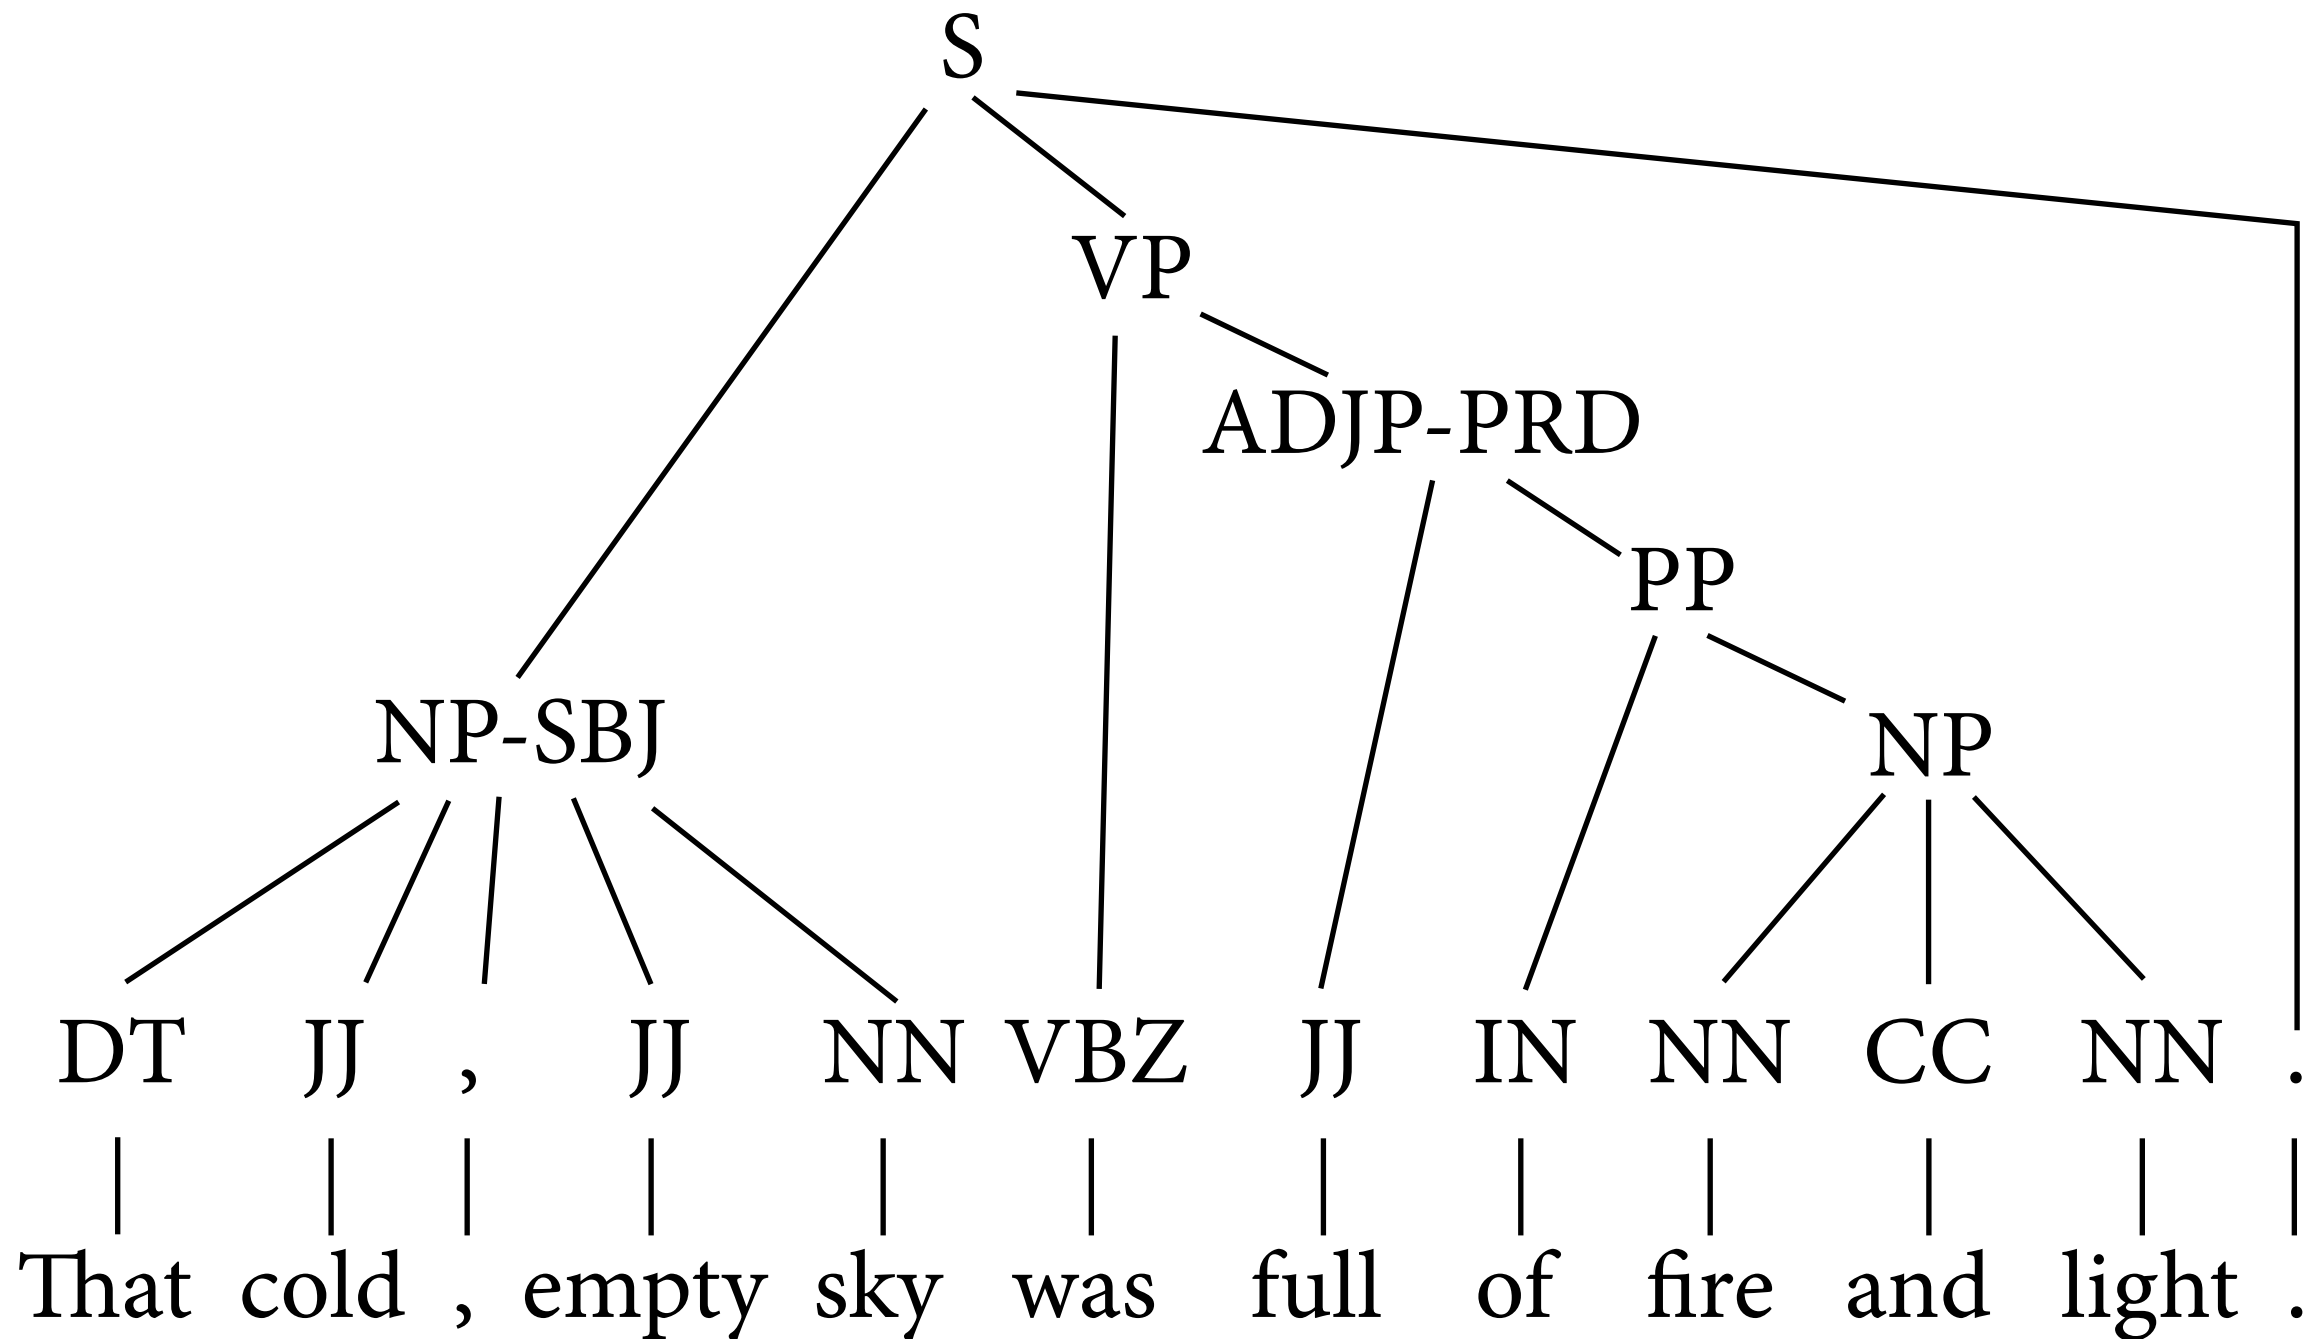 S
VP
ADJP-PRD
PP
NP-SBJ NP
DT JJ , JJ NN VBZ JJ IN NN CC NN .
That cold , empty sky was full of fire and light .